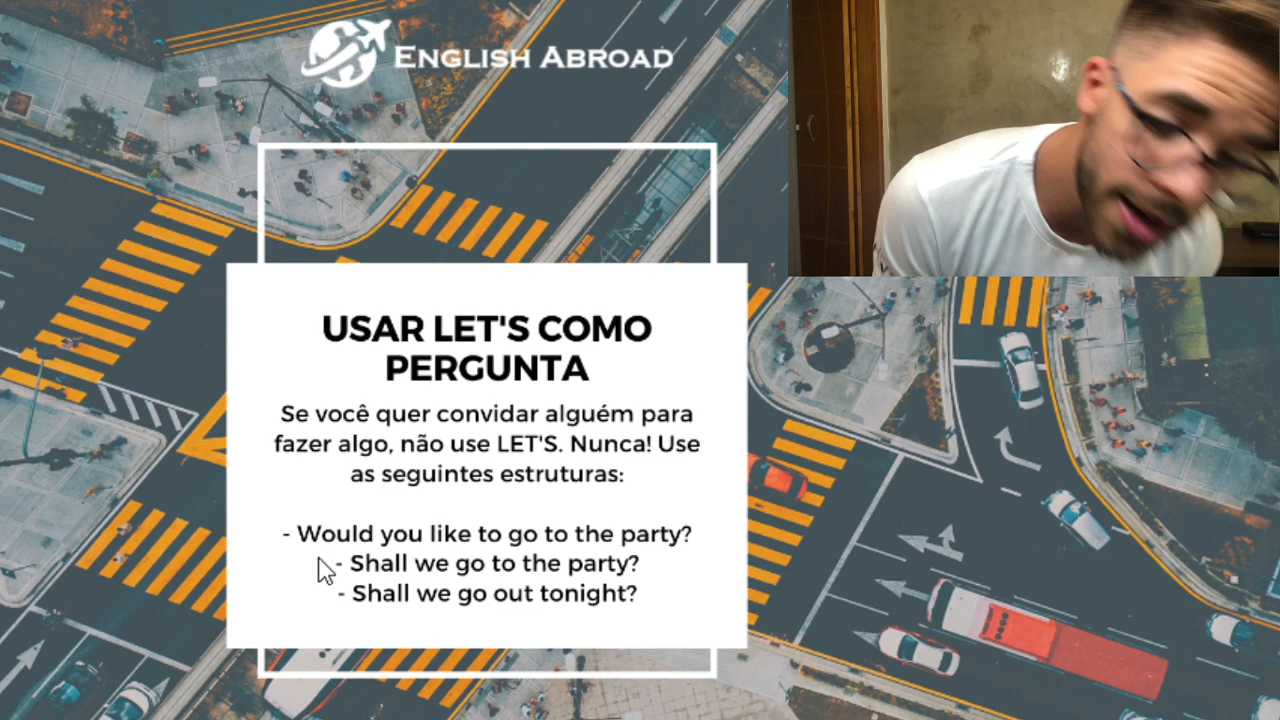 ENGLISH ABROAD
USAR LET'S COMO
PERGUNTA
Se você quer convidar alguém para
fazer algo, não use LET'S. Nunca! Use
as seguintes estruturas:
- Would you like to go to the party?
- Shall we go to the party?
- Shall we go out tonight?